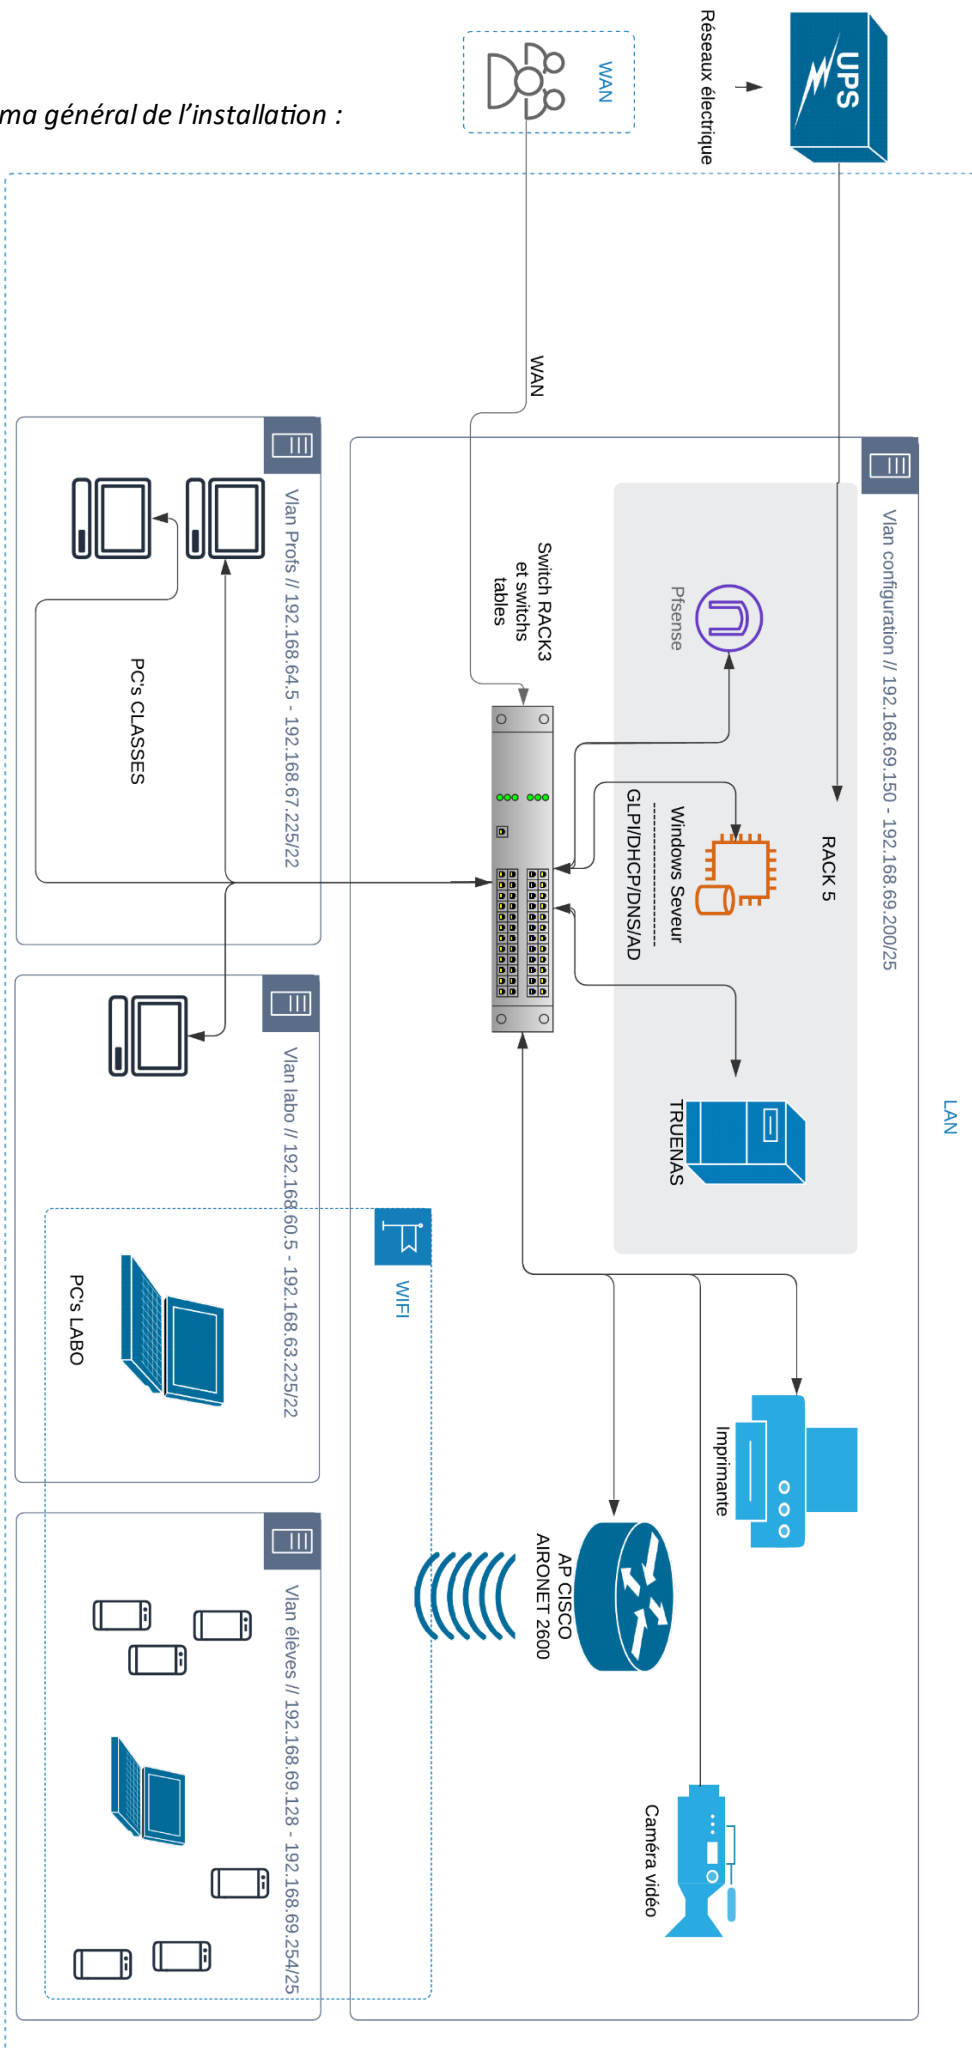 ma général de l’installation :
WAN
Réseaux électrique
UPS
WAN
LAN
Vlan configuration // 192.168.69.150 - 192.168.69.200/25
RACK 5
Pfsense
Windows Seveur
GLPI/DHCP/DNS/AD
TRUENAS
Switch RACK3
et switchs
tables
Imprimante
AP CISCO
AIRONET 2600
Caméra vidéo
WIFI
Vlan Profs // 192.168.64.5 - 192.168.67.225/22
PC's CLASSES
Vlan labo // 192.168.60.5 - 192.168.63.225/22
PC's LABO
Vlan élèves // 192.168.69.128 - 192.168.69.254/25